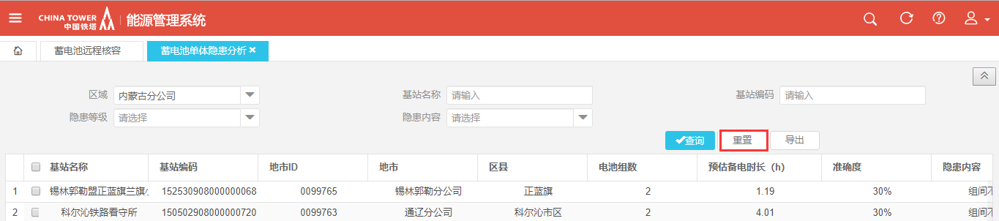 CHINA TOWER 中国铁塔 能源管理系统
蓄电池远程核容 蓄电池单体隐患分析 ×
区域 内蒙古分公司 基站名称 请输入 基站编码 请输入
隐患等级 请选择 隐患内容 请选择
查询 重置 导出
基站名称 基站编码 地市ID 地市 区县 电池组数 预估备电时长（h） 准确度 隐患内容
1 锡林郭勒盟正蓝旗兰旗 152530908000000068 0099765 锡林郭勒分公司 正蓝旗 2 1.19 30% 组间不
2 科尔沁铁路看守所 150502908000000720 0099763 通辽分公司 科尔沁市区 2 4.01 30% 组间不